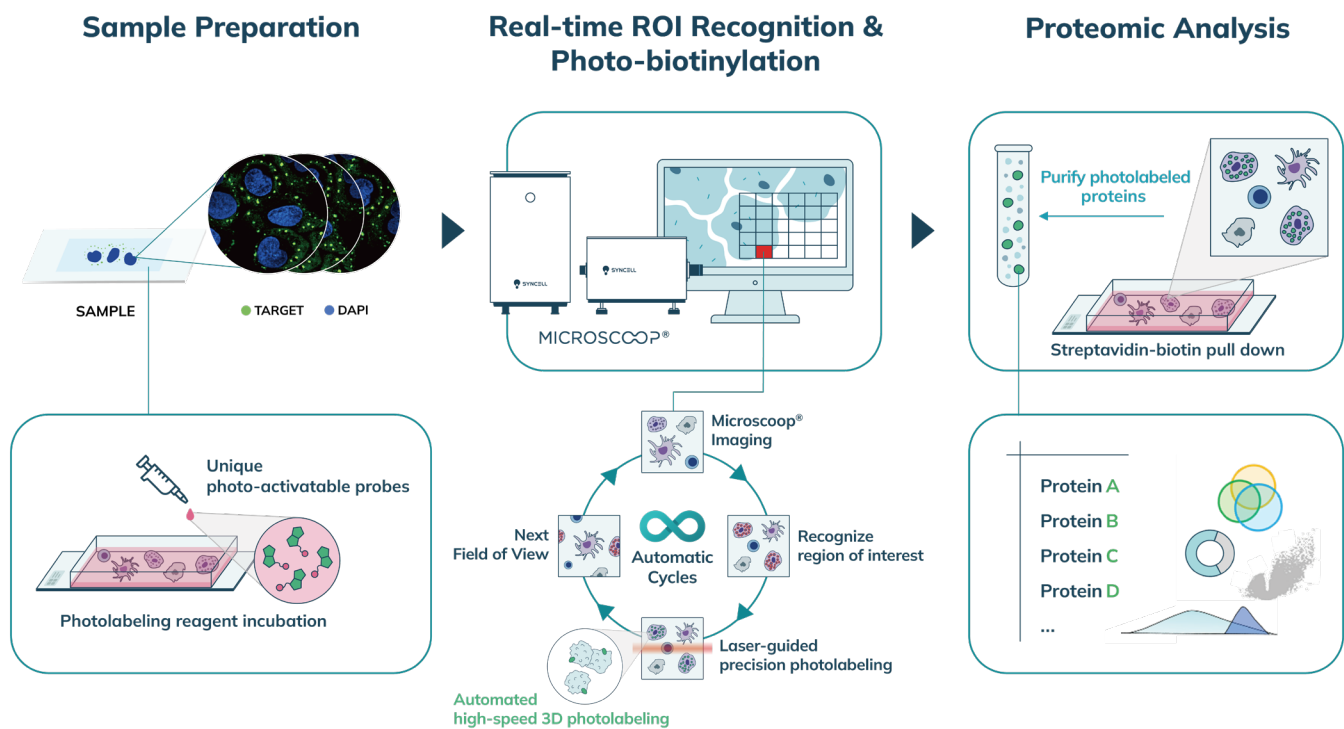 Sample Preparation
SAMPLE
TARGET
DAPI
Unique
photo-activatable probes
Photolabeling reagent incubation
Real-time ROI Recognition &
Photo-biotinylation
SYNCELL
SYNCELL
MICROSCOOP®
Microscoop®
Imaging
Recognize
region of interest
Laser-guided
precision photolabeling
Automated
high-speed 3D photolabeling
Next
Field of View
Automatic
Cycles
Proteomic Analysis
Purify photolabeled
proteins
Streptavidin-biotin pull down
Protein A
Protein B
Protein C
Protein D
...